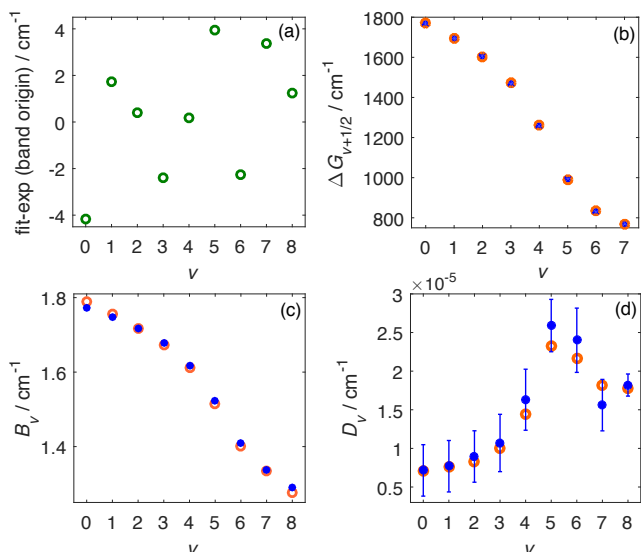 (a)
fit-exp (band origin) / cm⁻¹
4
2
0
-2
-4
0 1 2 3 4 5 6 7 8
v
(b)
ΔG_{v+1/2} / cm⁻¹
1800
1600
1400
1200
1000
800
0 1 2 3 4 5 6 7
v
(c)
B_v / cm⁻¹
1.8
1.6
1.4
0 1 2 3 4 5 6 7 8
v
× 10⁻⁵
(d)
D_v / cm⁻¹
3
2.5
2
1.5
1
0.5
0 1 2 3 4 5 6 7 8
v